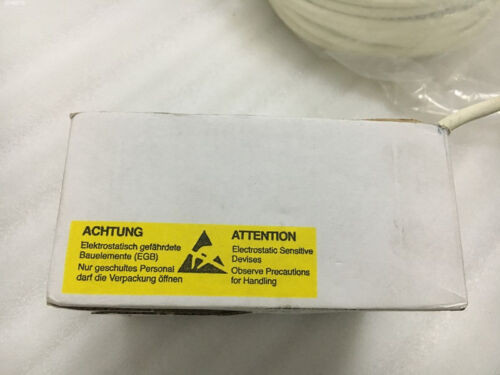 ACHTUNG
Elektrostatisch gefährdete
Bauelemente (EGB)
Nur geschultes Personal
darf die Verpackung öffnen
ATTENTION
Electrostatic Sensitive
Devises
Observe Precautions
for Handling